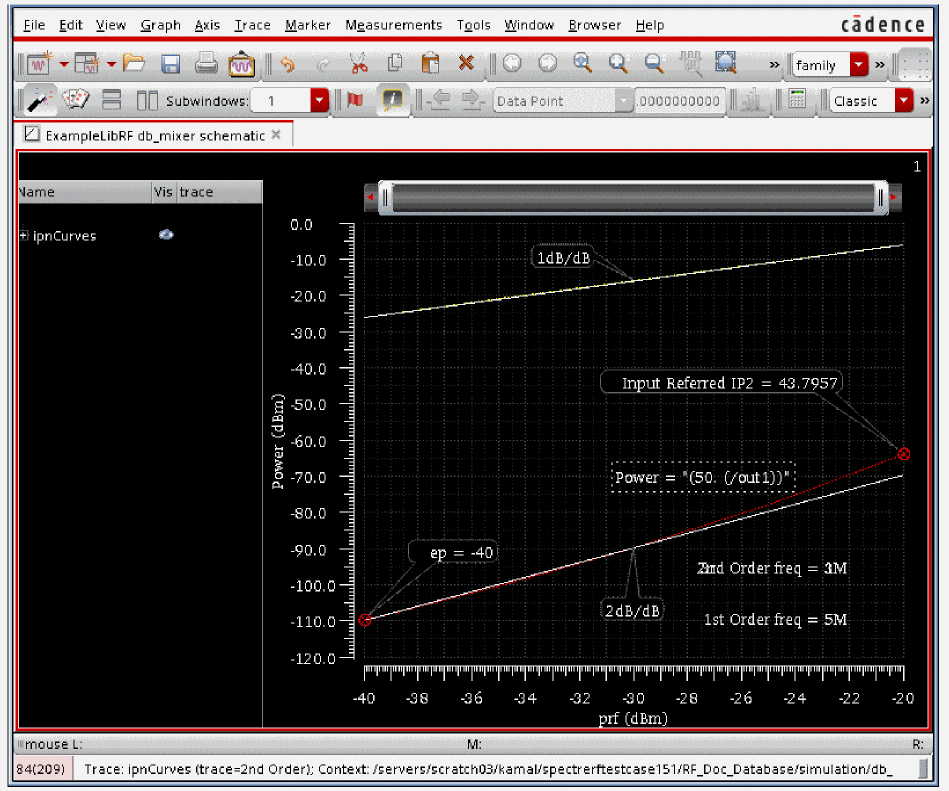 File Edit View Graph Axis Trace Marker Measurements Tools Window Browser Help cādence
» family »
Subwindows: 1 Data Point .0000000000 Classic »
ExampleLibRF db_mixer schematic
1
Name Vis trace
ipnCurves
0.0
-10.0
-20.0
-30.0
-40.0
-50.0
-60.0
-70.0
-80.0
-90.0
-100.0
-110.0
-120.0
Power (dBm)
1dB/dB
Input Referred IP2 = 43.7957
Power = "(50. (/out1))"
ep = -40
Order freq =
2dB/dB
1st Order freq = 5M
-40 -38 -36 -34 -32 -30 -28 -26 -24 -22 -20
prf (dBm)
mouse L: M: R:
84(209) Trace: ipnCurves (trace=2nd Order); Context: /servers/scratch03/kamal/spectrerftestcase151/RF_Doc_Database/simulation/db_